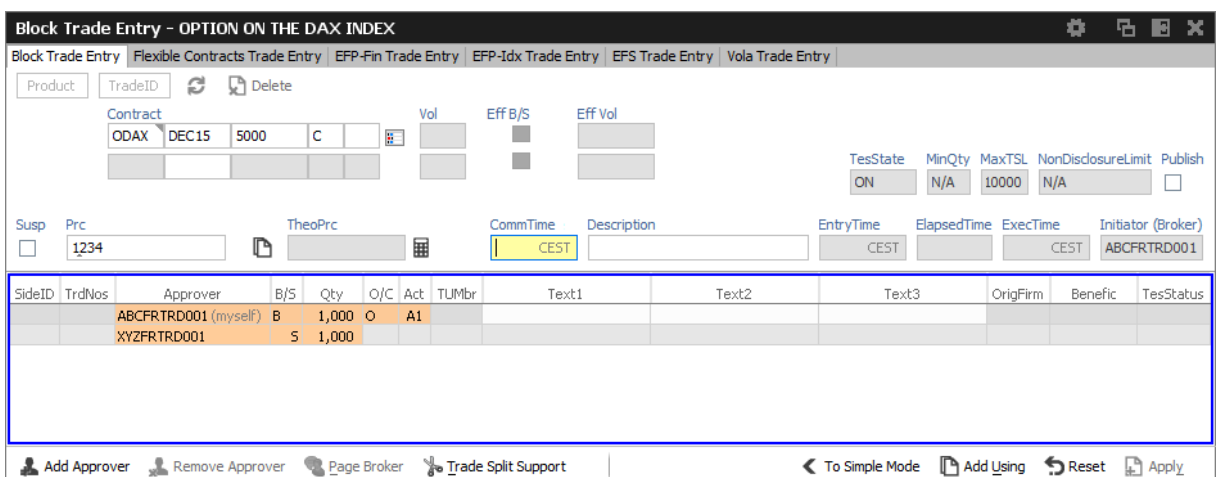 Block Trade Entry - OPTION ON THE DAX INDEX
Block Trade Entry Flexible Contracts Trade Entry EFP-Fin Trade Entry EFP-Idx Trade Entry EFS Trade Entry Vola Trade Entry
Product TradeID Delete
Contract Vol Eff B/S Eff Vol
ODAX DEC15 5000 C
TesState MinQty MaxTSL NonDisclosureLimit Publish
ON N/A 10000 N/A
Susp Prc TheoPrc CommTime Description EntryTime ElapsedTime ExecTime Initiator (Broker)
1234 CEST CEST CEST ABCFRTRD001
SideID TrdNos Approver B/S Qty O/C Act TUMbr Text1 Text2 Text3 OrigFirm Benefic TesStatus
ABCFRTRD001 (myself) B 1,000 O A1
XYZFRTRD001 S 1,000
Add Approver Remove Approver Page Broker Trade Split Support To Simple Mode Add Using Reset Apply